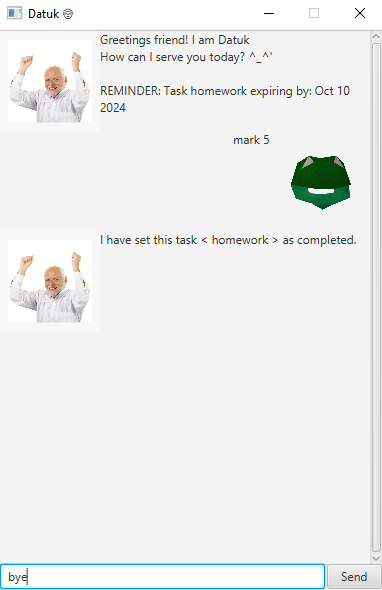 Datuk
Greetings friend! I am Datuk
How can I serve you today? ^_^'
REMINDER: Task homework expiring by: Oct 10
2024
mark 5
I have set this task < homework > as completed.
bye
Send